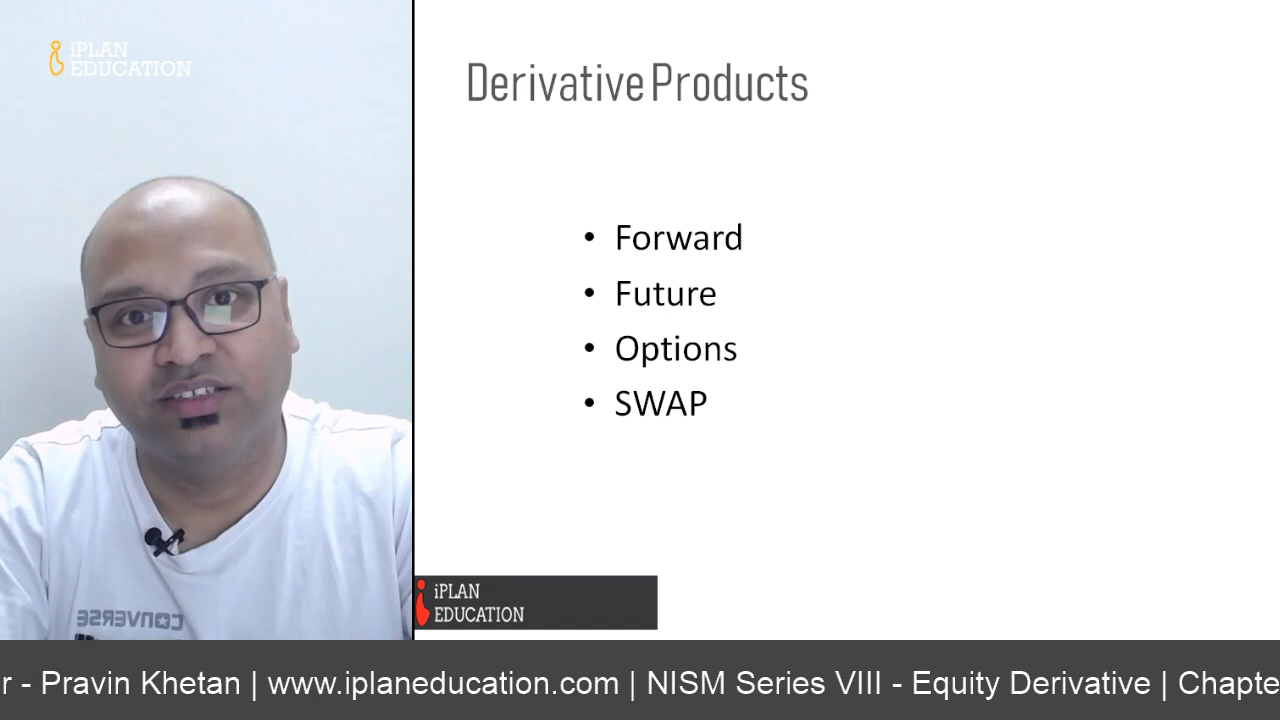 iPLAN
EDUCATION
Derivative Products
• Forward
• Future
• Options
• SWAP
CONVERSE
iPLAN
EDUCATION
r - Pravin Khetan | www.iplaneducation.com | NISM Series VIII - Equity Derivative | Chapte